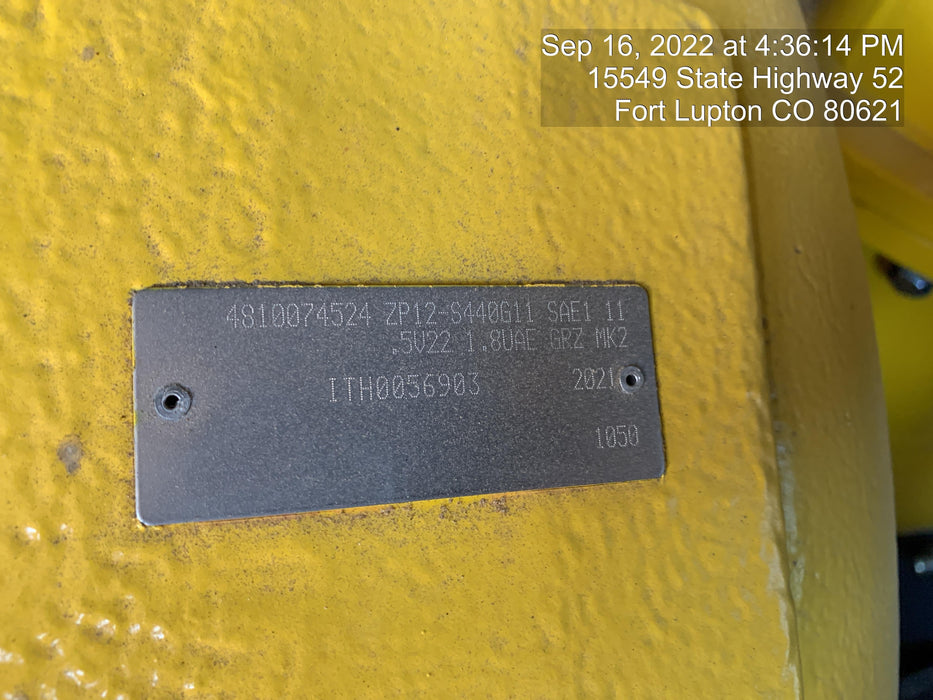 Sep 16, 2022 at 4:36:14 PM
15549 State Highway 52
Fort Lupton CO 80621
4810074524 ZP12-S440G11 SAE1 11
.5V22 1.8UAE GRZ MK2
ITH0056903 2021
1050